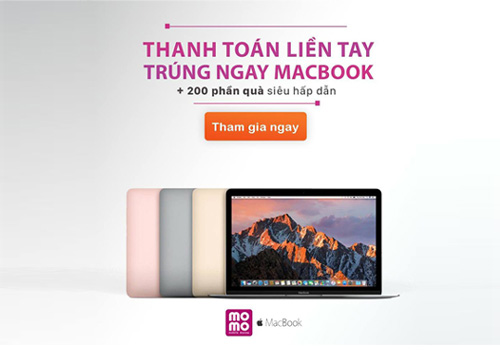 THANH TOÁN LIỀN TAY
TRÚNG NGAY MACBOOK
+ 200 phần quà siêu hấp dẫn
Tham gia ngay
mo
mo
MacBook